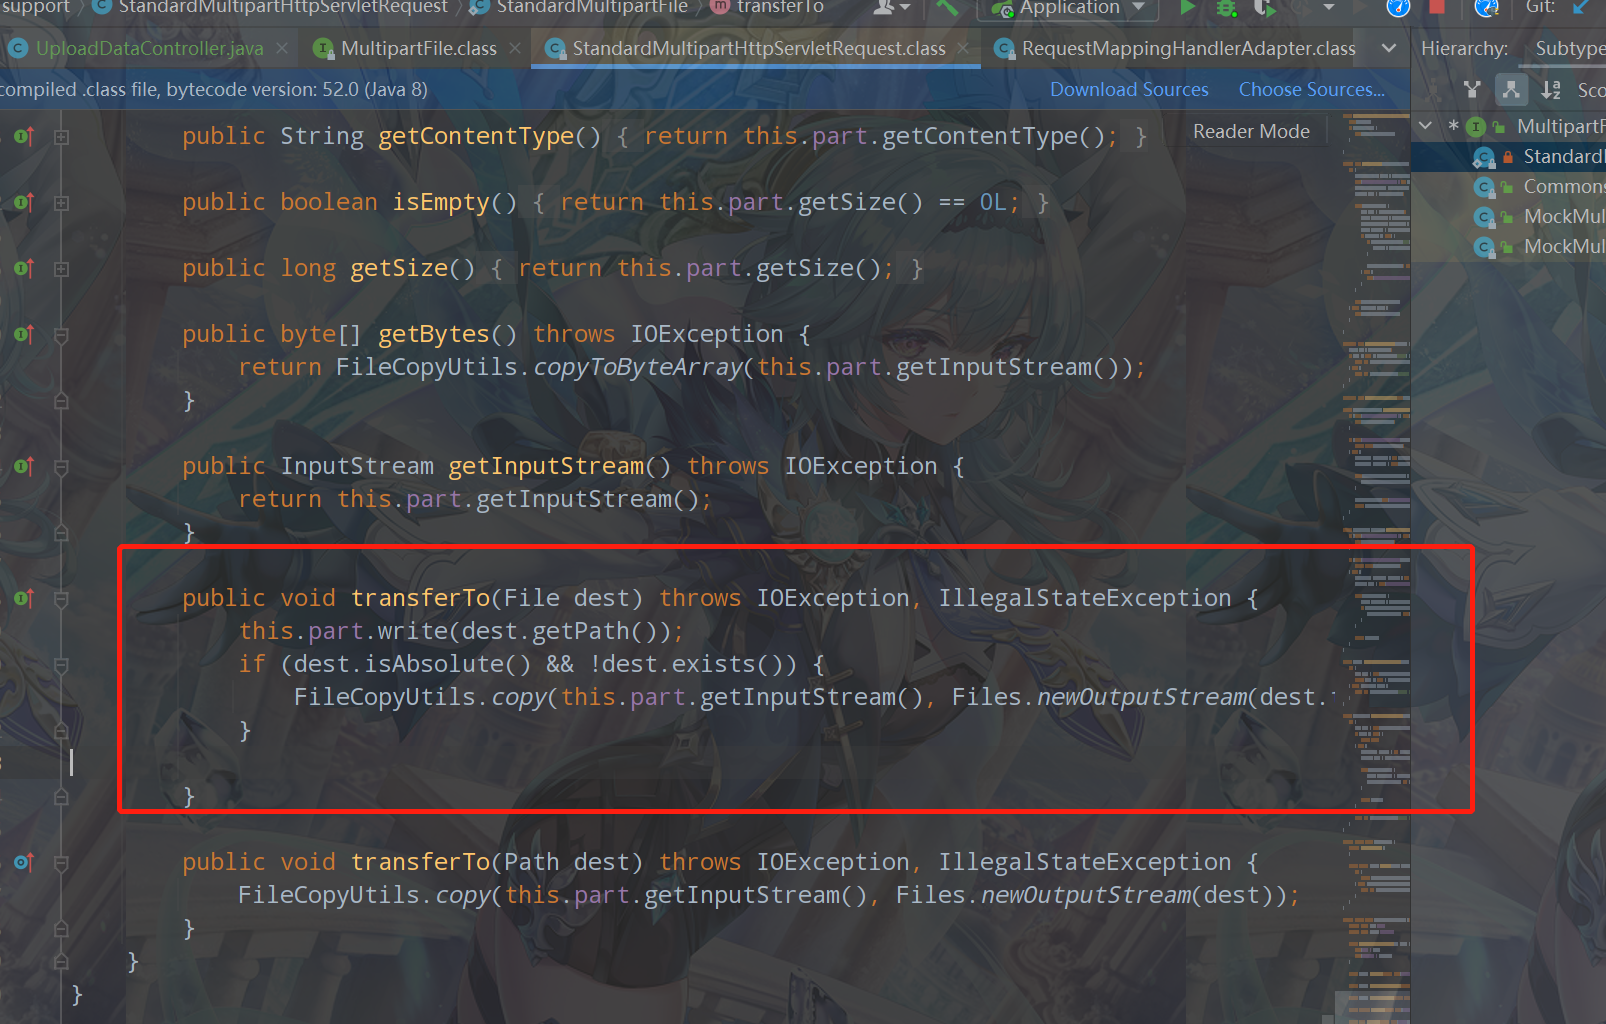 support StandardMultipartHttpServletRequest StandardMultipartFile transferTo Application Git:
UploadDataController.java MultipartFile.class StandardMultipartHttpServletRequest.class RequestMappingHandlerAdapter.class Hierarchy: Subtype
compiled .class file, bytecode version: 52.0 (Java 8) Download Sources Choose Sources... Sco
Reader Mode
public String getContentType() { return this.part.getContentType(); }
public boolean isEmpty() { return this.part.getSize() == 0L; }
public long getSize() { return this.part.getSize(); }
public byte[] getBytes() throws IOException {
return FileCopyUtils.copyToByteArray(this.part.getInputStream());
}
public InputStream getInputStream() throws IOException {
return this.part.getInputStream();
}
public void transferTo(File dest) throws IOException, IllegalStateException {
this.part.write(dest.getPath());
if (dest.isAbsolute() && !dest.exists()) {
FileCopyUtils.copy(this.part.getInputStream(), Files.newOutputStream(dest.
}
}
public void transferTo(Path dest) throws IOException, IllegalStateException {
FileCopyUtils.copy(this.part.getInputStream(), Files.newOutputStream(dest));
}
}
}
* MultipartF
Standard
Commons
MockMul
MockMul